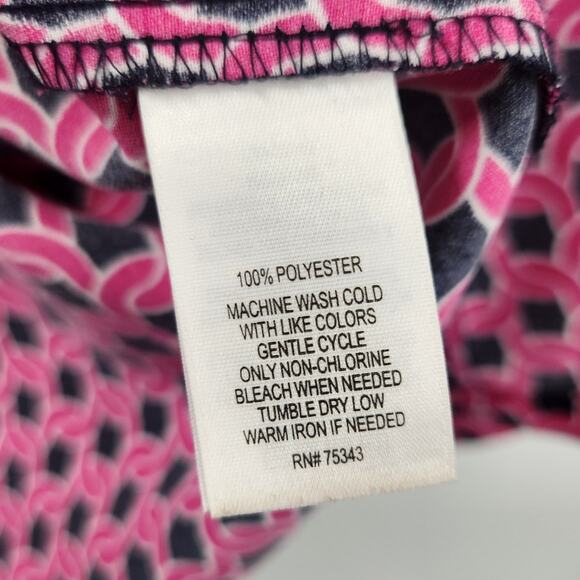 100% POLYESTER
MACHINE WASH COLD
WITH LIKE COLORS
GENTLE CYCLE
ONLY NON-CHLORINE
BLEACH WHEN NEEDED
TUMBLE DRY LOW
WARM IRON IF NEEDED
RN# 75343